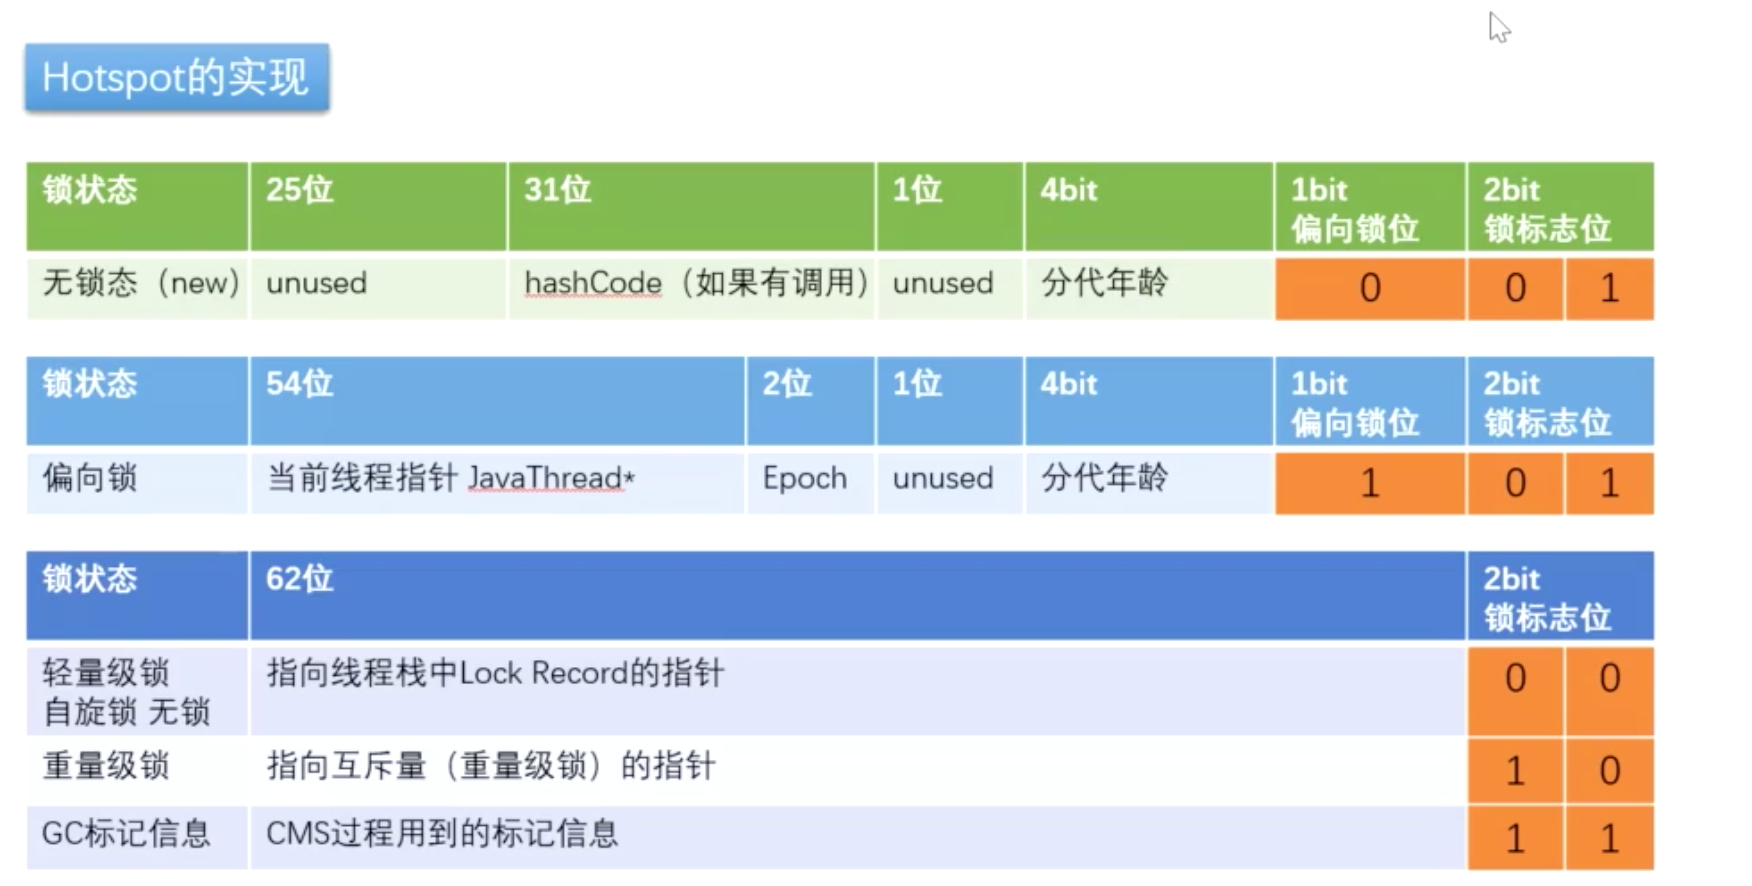 Hotspot的实现
锁状态 25位 31位 1位 4bit 1bit 2bit
偏向锁位 锁标志位
无锁态（new） unused hashCode（如果有调用） unused 分代年龄 0 0 1
锁状态 54位 2位 1位 4bit 1bit 2bit
偏向锁位 锁标志位
偏向锁 当前线程指针 JavaThread* Epoch unused 分代年龄 1 0 1
锁状态 62位 2bit
锁标志位
轻量级锁 指向线程栈中Lock Record的指针 0 0
自旋锁 无锁
重量级锁 指向互斥量（重量级锁）的指针 1 0
GC标记信息 CMS过程用到的标记信息 1 1